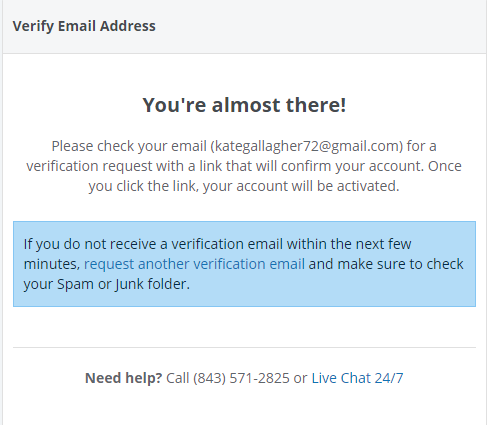 Verify Email Address
You're almost there!
Please check your email (kategallagher72@gmail.com) for a
verification request with a link that will confirm your account. Once
you click the link, your account will be activated.
If you do not receive a verification email within the next few
minutes, request another verification email and make sure to check
your Spam or Junk folder.
Need help? Call (843) 571-2825 or Live Chat 24/7